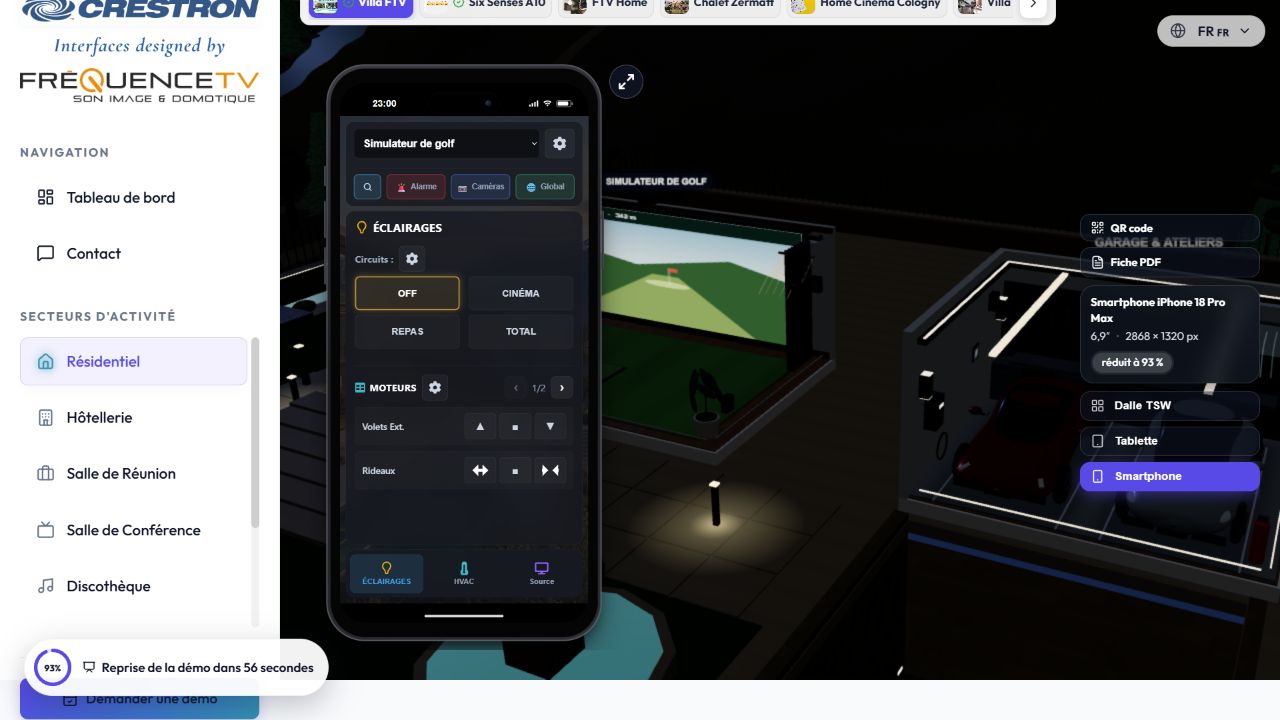 CRESTRON
Interfaces designed by
FRÉQUENCETV
SON IMAGE & DOMOTIQUE
NAVIGATION
Tableau de bord
Contact
SECTEURS D'ACTIVITÉ
Résidentiel
Hôtellerie
Salle de Réunion
Salle de Conférence
Discothèque
93%
Reprise de la démo dans 56 secondes
Demander une démo
Villa FTV
Six Senses A10
FTV Home
Chalet Zermatt
Home Cinéma Cologny
Villa
FR FR
23:00
Simulateur de golf
Alarme
Caméras
Global
ÉCLAIRAGES
Circuits :
OFF
CINÉMA
REPAS
TOTAL
MOTEURS
1/2
Volets Ext.
Rideaux
ÉCLAIRAGES
HVAC
Source
SIMULATEUR DE GOLF
GARAGE & ATELIERS
QR code
Fiche PDF
Smartphone iPhone 18 Pro
Max
6,9" · 2868 × 1320 px
réduit à 93 %
Dalle TSW
Tablette
Smartphone